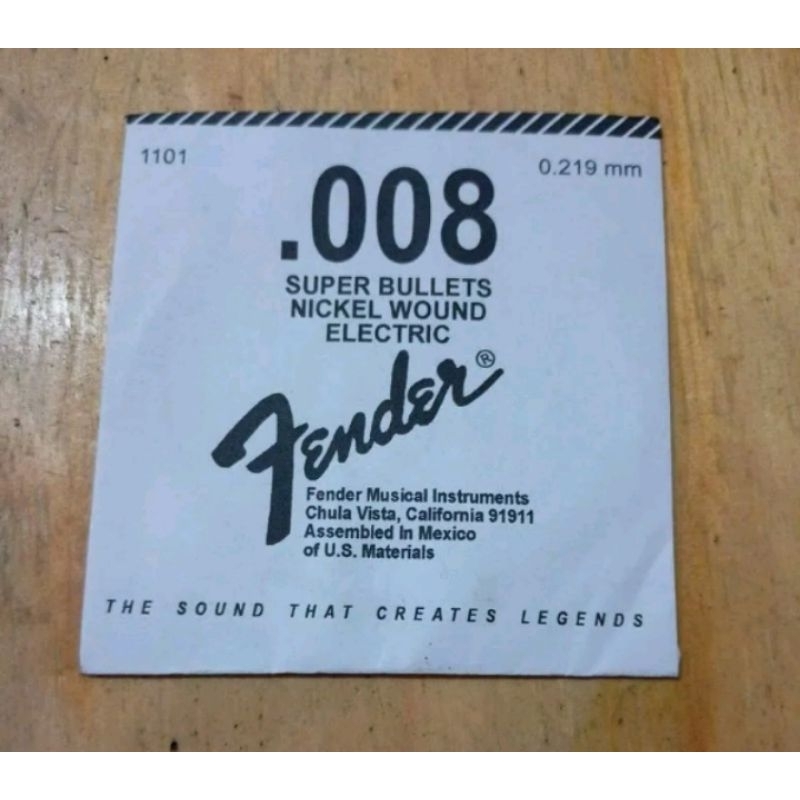 1101
0.219 mm
.008
SUPER BULLETS
NICKEL WOUND
ELECTRIC
Fender®
Fender Musical Instruments
Chula Vista, California 91911
Assembled In Mexico
of U.S. Materials
THE SOUND THAT CREATES LEGENDS